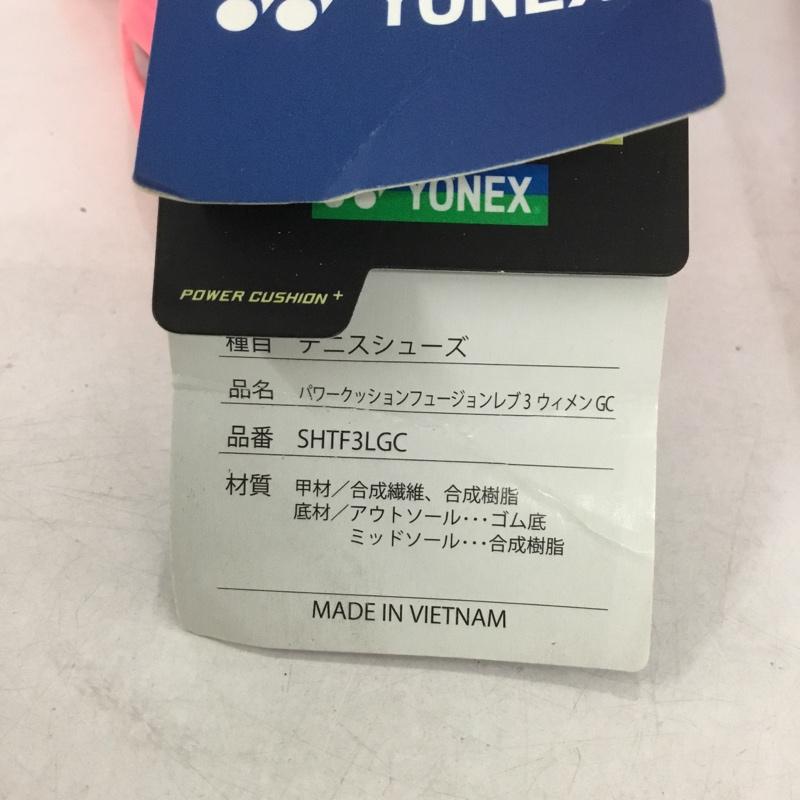 YONEX
YONEX
POWER CUSHION +
種目 テニスシューズ
品名 パワークッションフュージョンレブ3 ウィメンGC
品番 SHTF3LGC
材質 甲材／合成繊維、合成樹脂
底材／アウトソール･･･ゴム底
ミッドソール･･･合成樹脂
MADE IN VIETNAM